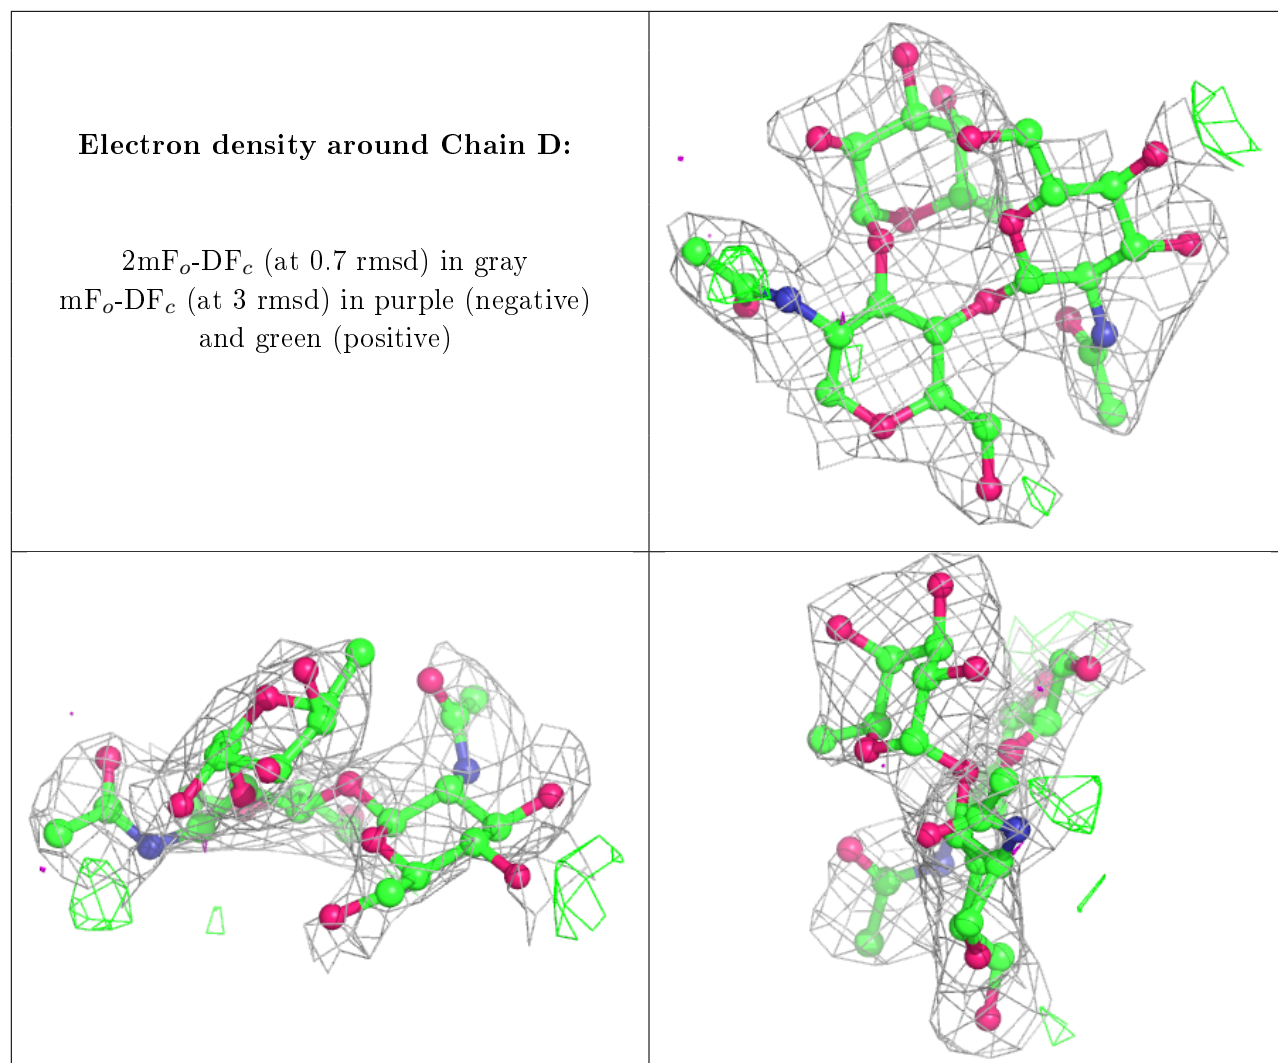 Electron density around Chain D:
2mFₒ-DF𝒸 (at 0.7 rmsd) in gray
mFₒ-DF𝒸 (at 3 rmsd) in purple (negative)
and green (positive)